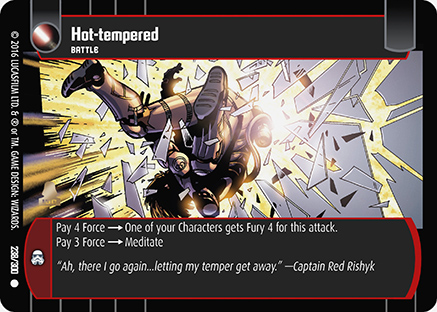 Hot-tempered
BATTLE
© 2016 LUCASFILM LTD. & ® or TM. GAME DESIGN: WIZARDS.
Pay 4 Force → One of your Characters gets Fury 4 for this attack.
Pay 3 Force → Meditate
“Ah, there I go again...letting my temper get away.” —Captain Red Rishyk